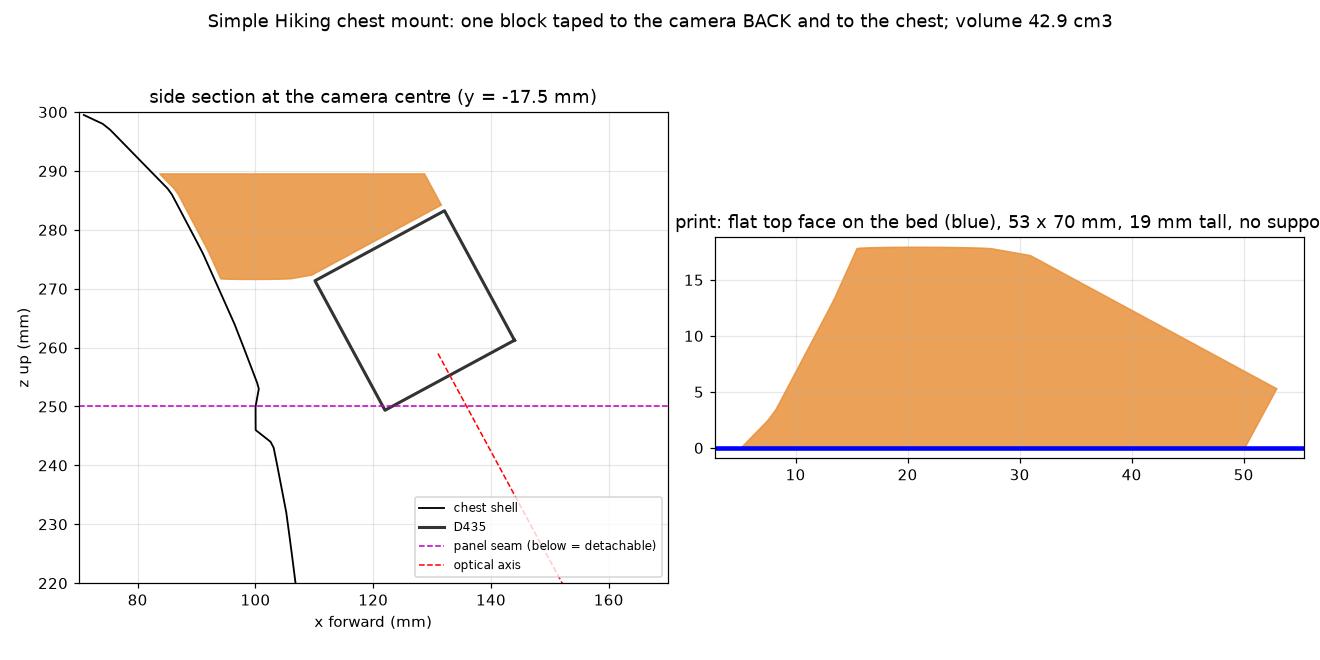 Simple Hiking chest mount: one block taped to the camera BACK and to the chest; volume 42.9 cm3
side section at the camera centre (y = -17.5 mm)
300
290
280
270
260
250
240
230
220
z up (mm)
80
100
120
140
160
x forward (mm)
chest shell
D435
panel seam (below = detachable)
optical axis
print: flat top face on the bed (blue), 53 x 70 mm, 19 mm tall, no suppo
15
10
5
0
10
20
30
40
50